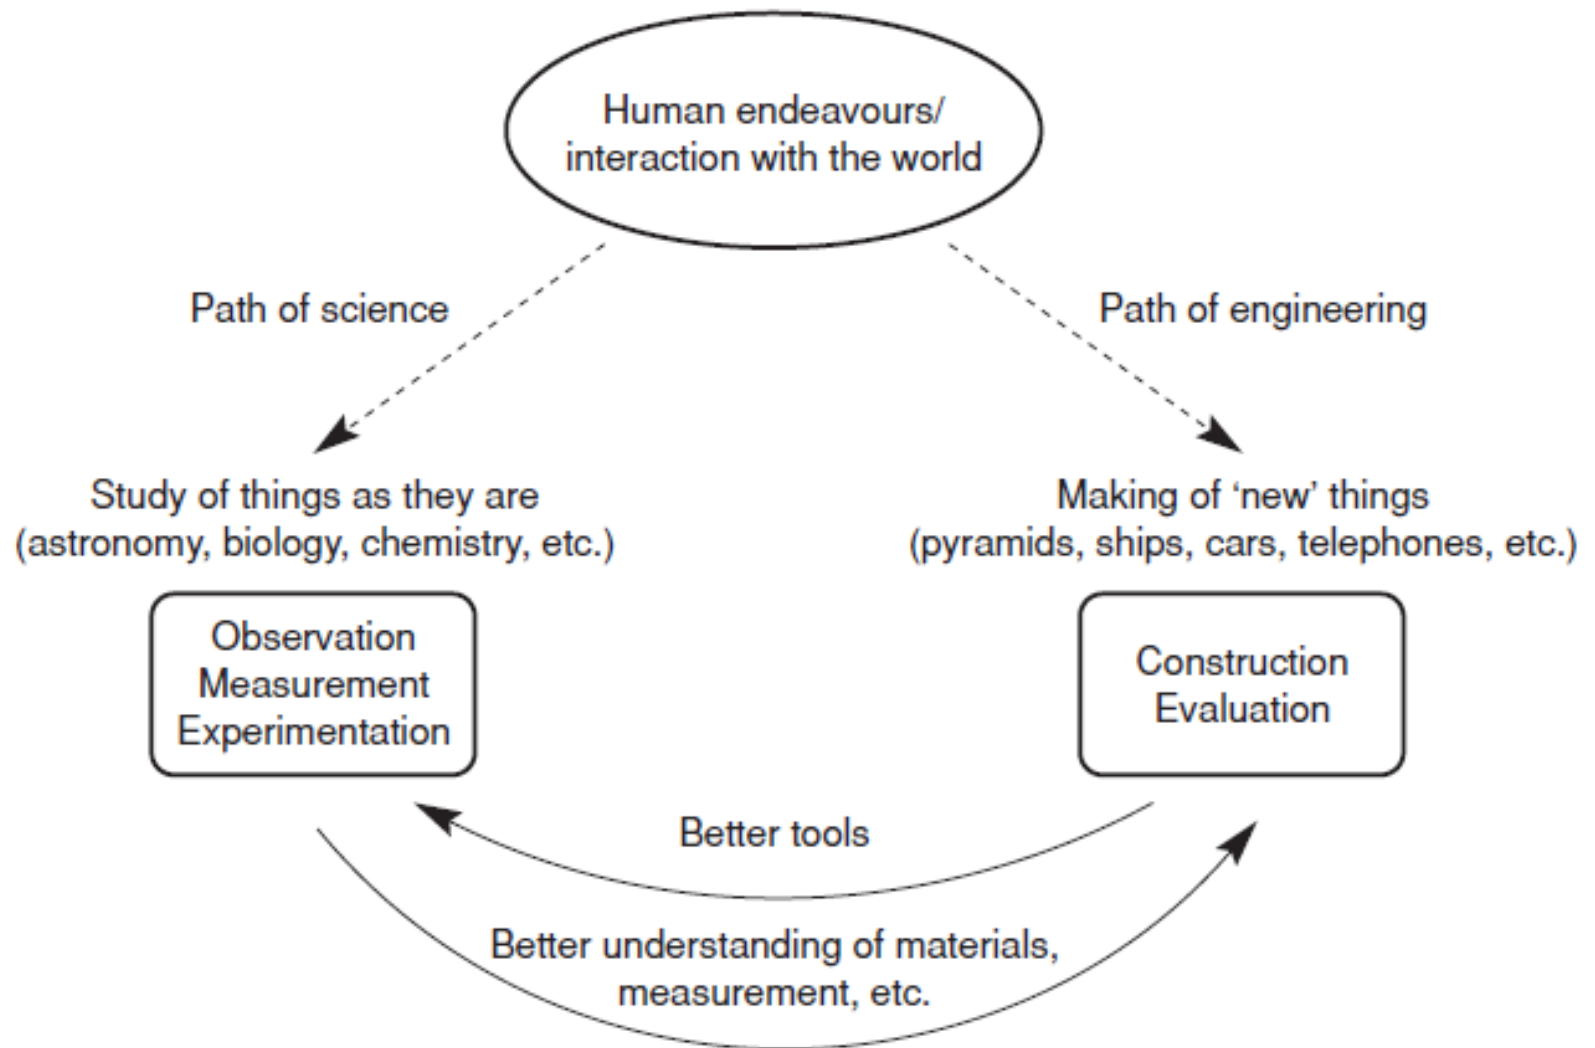 Human endeavours/
interaction with the world
Path of science
Path of engineering
Study of things as they are
(astronomy, biology, chemistry, etc.)
Making of ‘new’ things
(pyramids, ships, cars, telephones, etc.)
Observation
Measurement
Experimentation
Construction
Evaluation
Better tools
Better understanding of materials,
measurement, etc.